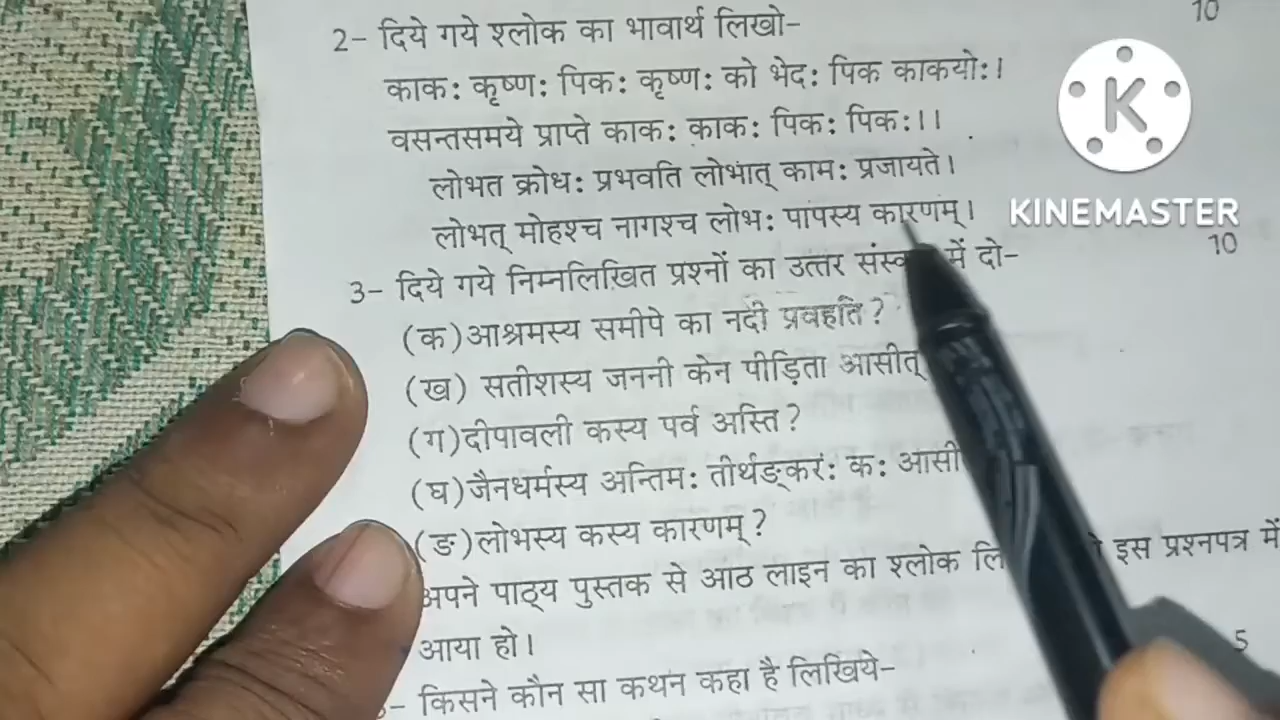 2- दिये गये श्लोक का भावार्थ लिखो- 10
काक: कृष्ण: पिक: कृष्ण: को भेद: पिक काकयो:।
वसन्तसमये प्राप्ते काक: काक: पिक: पिक:।।
लोभत क्रोध: प्रभवति लोभात् काम: प्रजायते।
लोभत् मोहश्च नागश्च लोभ: पापस्य कारणम्।
K
KINEMASTER
3- दिये गये निम्नलिखित प्रश्नों का उत्तर में दो- 10
(क) आश्रमस्य समीपे का नदी प्रवहति?
(ख) सतीशस्य जननी केन पीड़िता आसीत्
(ग) दीपावली कस्य पर्व अस्ति?
(घ) जैनधर्मस्य अन्तिम: तीर्थङ्कर: क:
(ङ) लोभस्य कस्य कारणम्?
अपने पाठ्य पुस्तक से आठ लाइन का श्लोक इस प्रश्नपत्र में
आया हो। 5
किसने कौन सा कथन कहा है लिखिये-